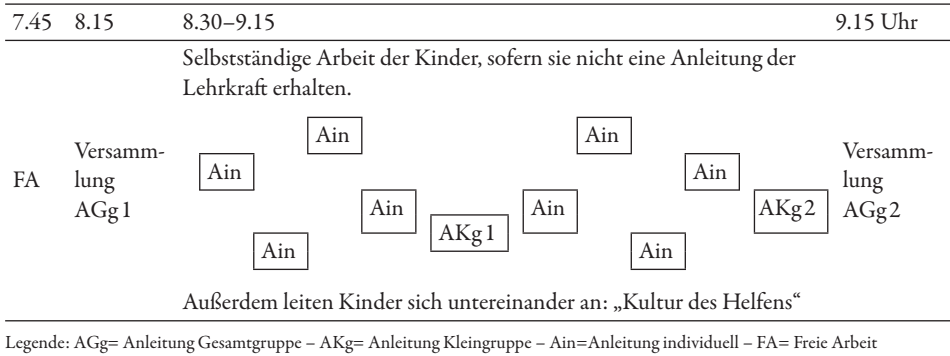 7.45 8.15 8.30–9.15 9.15 Uhr
Selbstständige Arbeit der Kinder, sofern sie nicht eine Anleitung der
Lehrkraft erhalten.
FA
Versamm-
lung
AGg 1
Ain
Ain
Ain
Ain
AKg 1
Ain
Ain
Ain
Ain
AKg 2
Versamm-
lung
AGg 2
Außerdem leiten Kinder sich untereinander an: „Kultur des Helfens“
Legende: AGg= Anleitung Gesamtgruppe – AKg= Anleitung Kleingruppe – Ain=Anleitung individuell – FA= Freie Arbeit